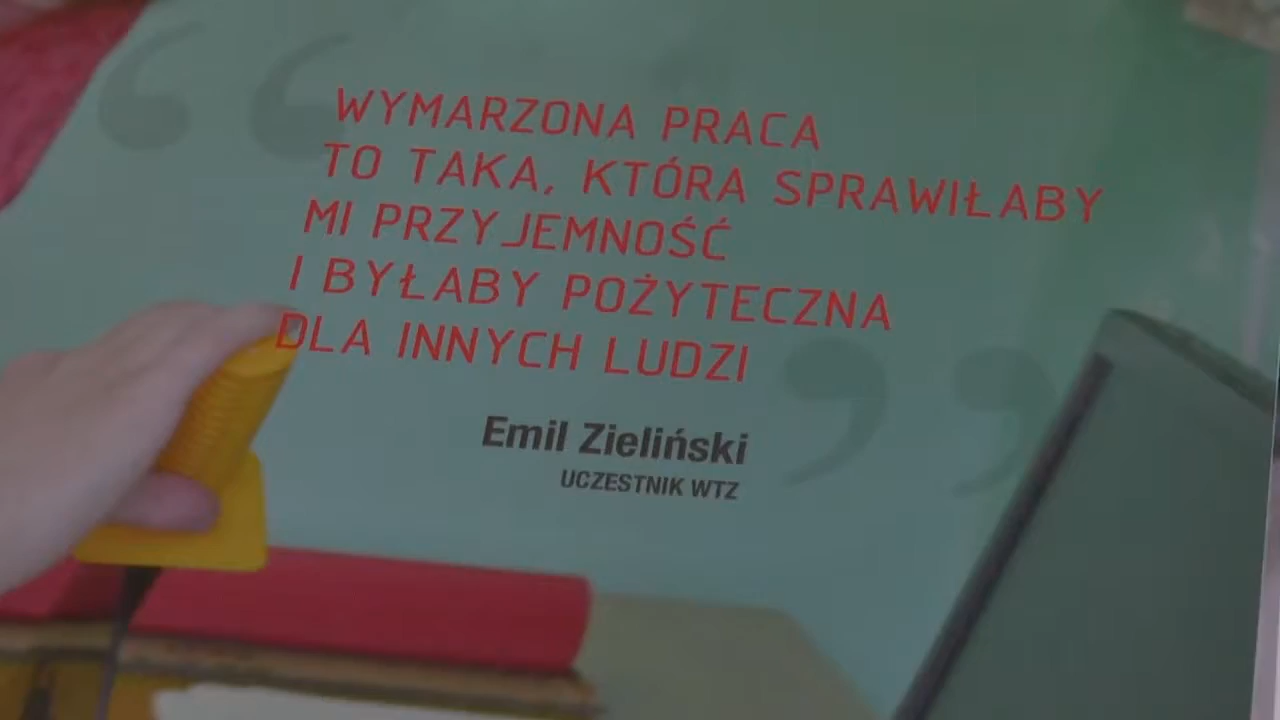 WYMARZONA PRACA
TO TAKA, KTÓRA SPRAWIŁABY
MI PRZYJEMNOŚĆ
I BYŁABY POŻYTECZNA
DLA INNYCH LUDZI
Emil Zieliński
UCZESTNIK WTZ